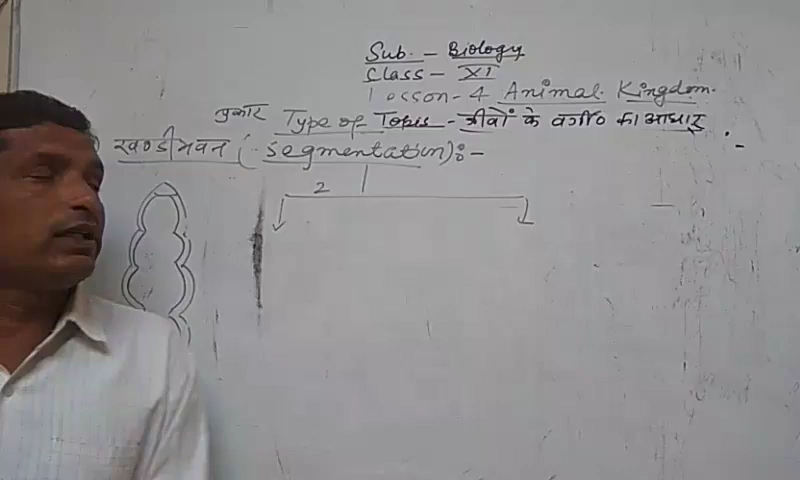 Sub. - Biology
Class - XI
Lesson-4 Animal Kingdom.
प्रकार Type of Topic - जीवों के वर्गी० का आधार
खण्डीभवन (Segmentation):-
2